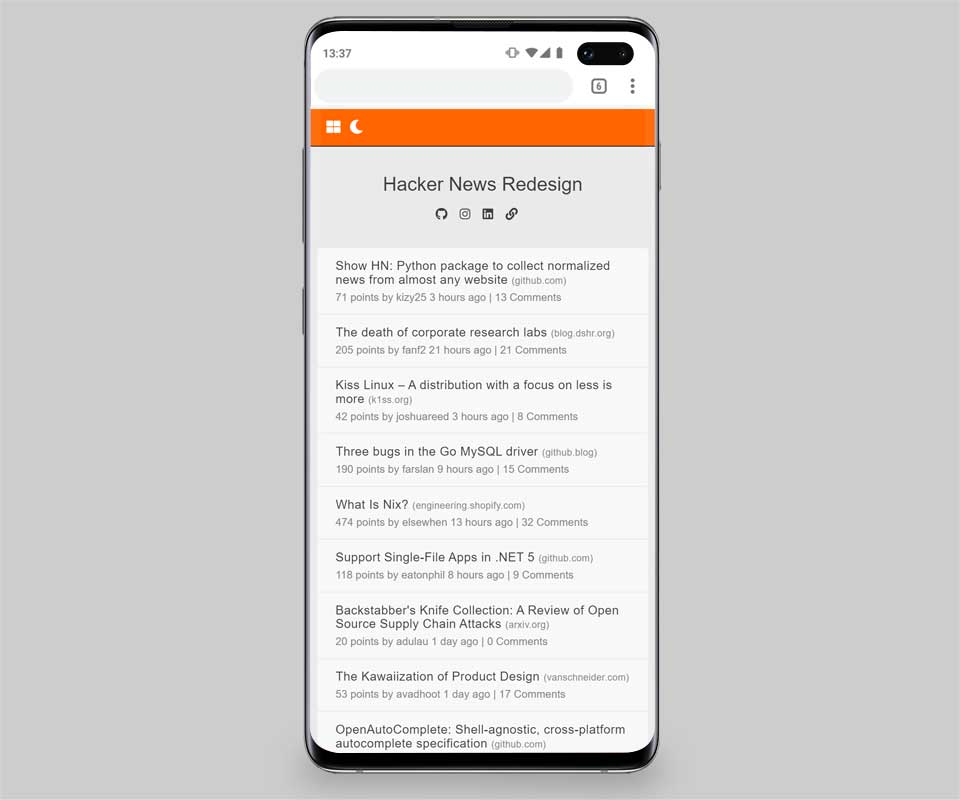 13:37
6
Hacker News Redesign
Show HN: Python package to collect normalized
news from almost any website (github.com)
71 points by kizy25 3 hours ago | 13 Comments
The death of corporate research labs (blog.dshr.org)
205 points by fanf2 21 hours ago | 21 Comments
Kiss Linux – A distribution with a focus on less is
more (k1ss.org)
42 points by joshuareed 3 hours ago | 8 Comments
Three bugs in the Go MySQL driver (github.blog)
190 points by farslan 9 hours ago | 15 Comments
What Is Nix? (engineering.shopify.com)
474 points by elsewhen 13 hours ago | 32 Comments
Support Single-File Apps in .NET 5 (github.com)
118 points by eatonphil 8 hours ago | 9 Comments
Backstabber's Knife Collection: A Review of Open
Source Supply Chain Attacks (arxiv.org)
20 points by adulau 1 day ago | 0 Comments
The Kawaiization of Product Design (vanschneider.com)
53 points by avadhoot 1 day ago | 17 Comments
OpenAutoComplete: Shell-agnostic, cross-platform
autocomplete specification (github.com)